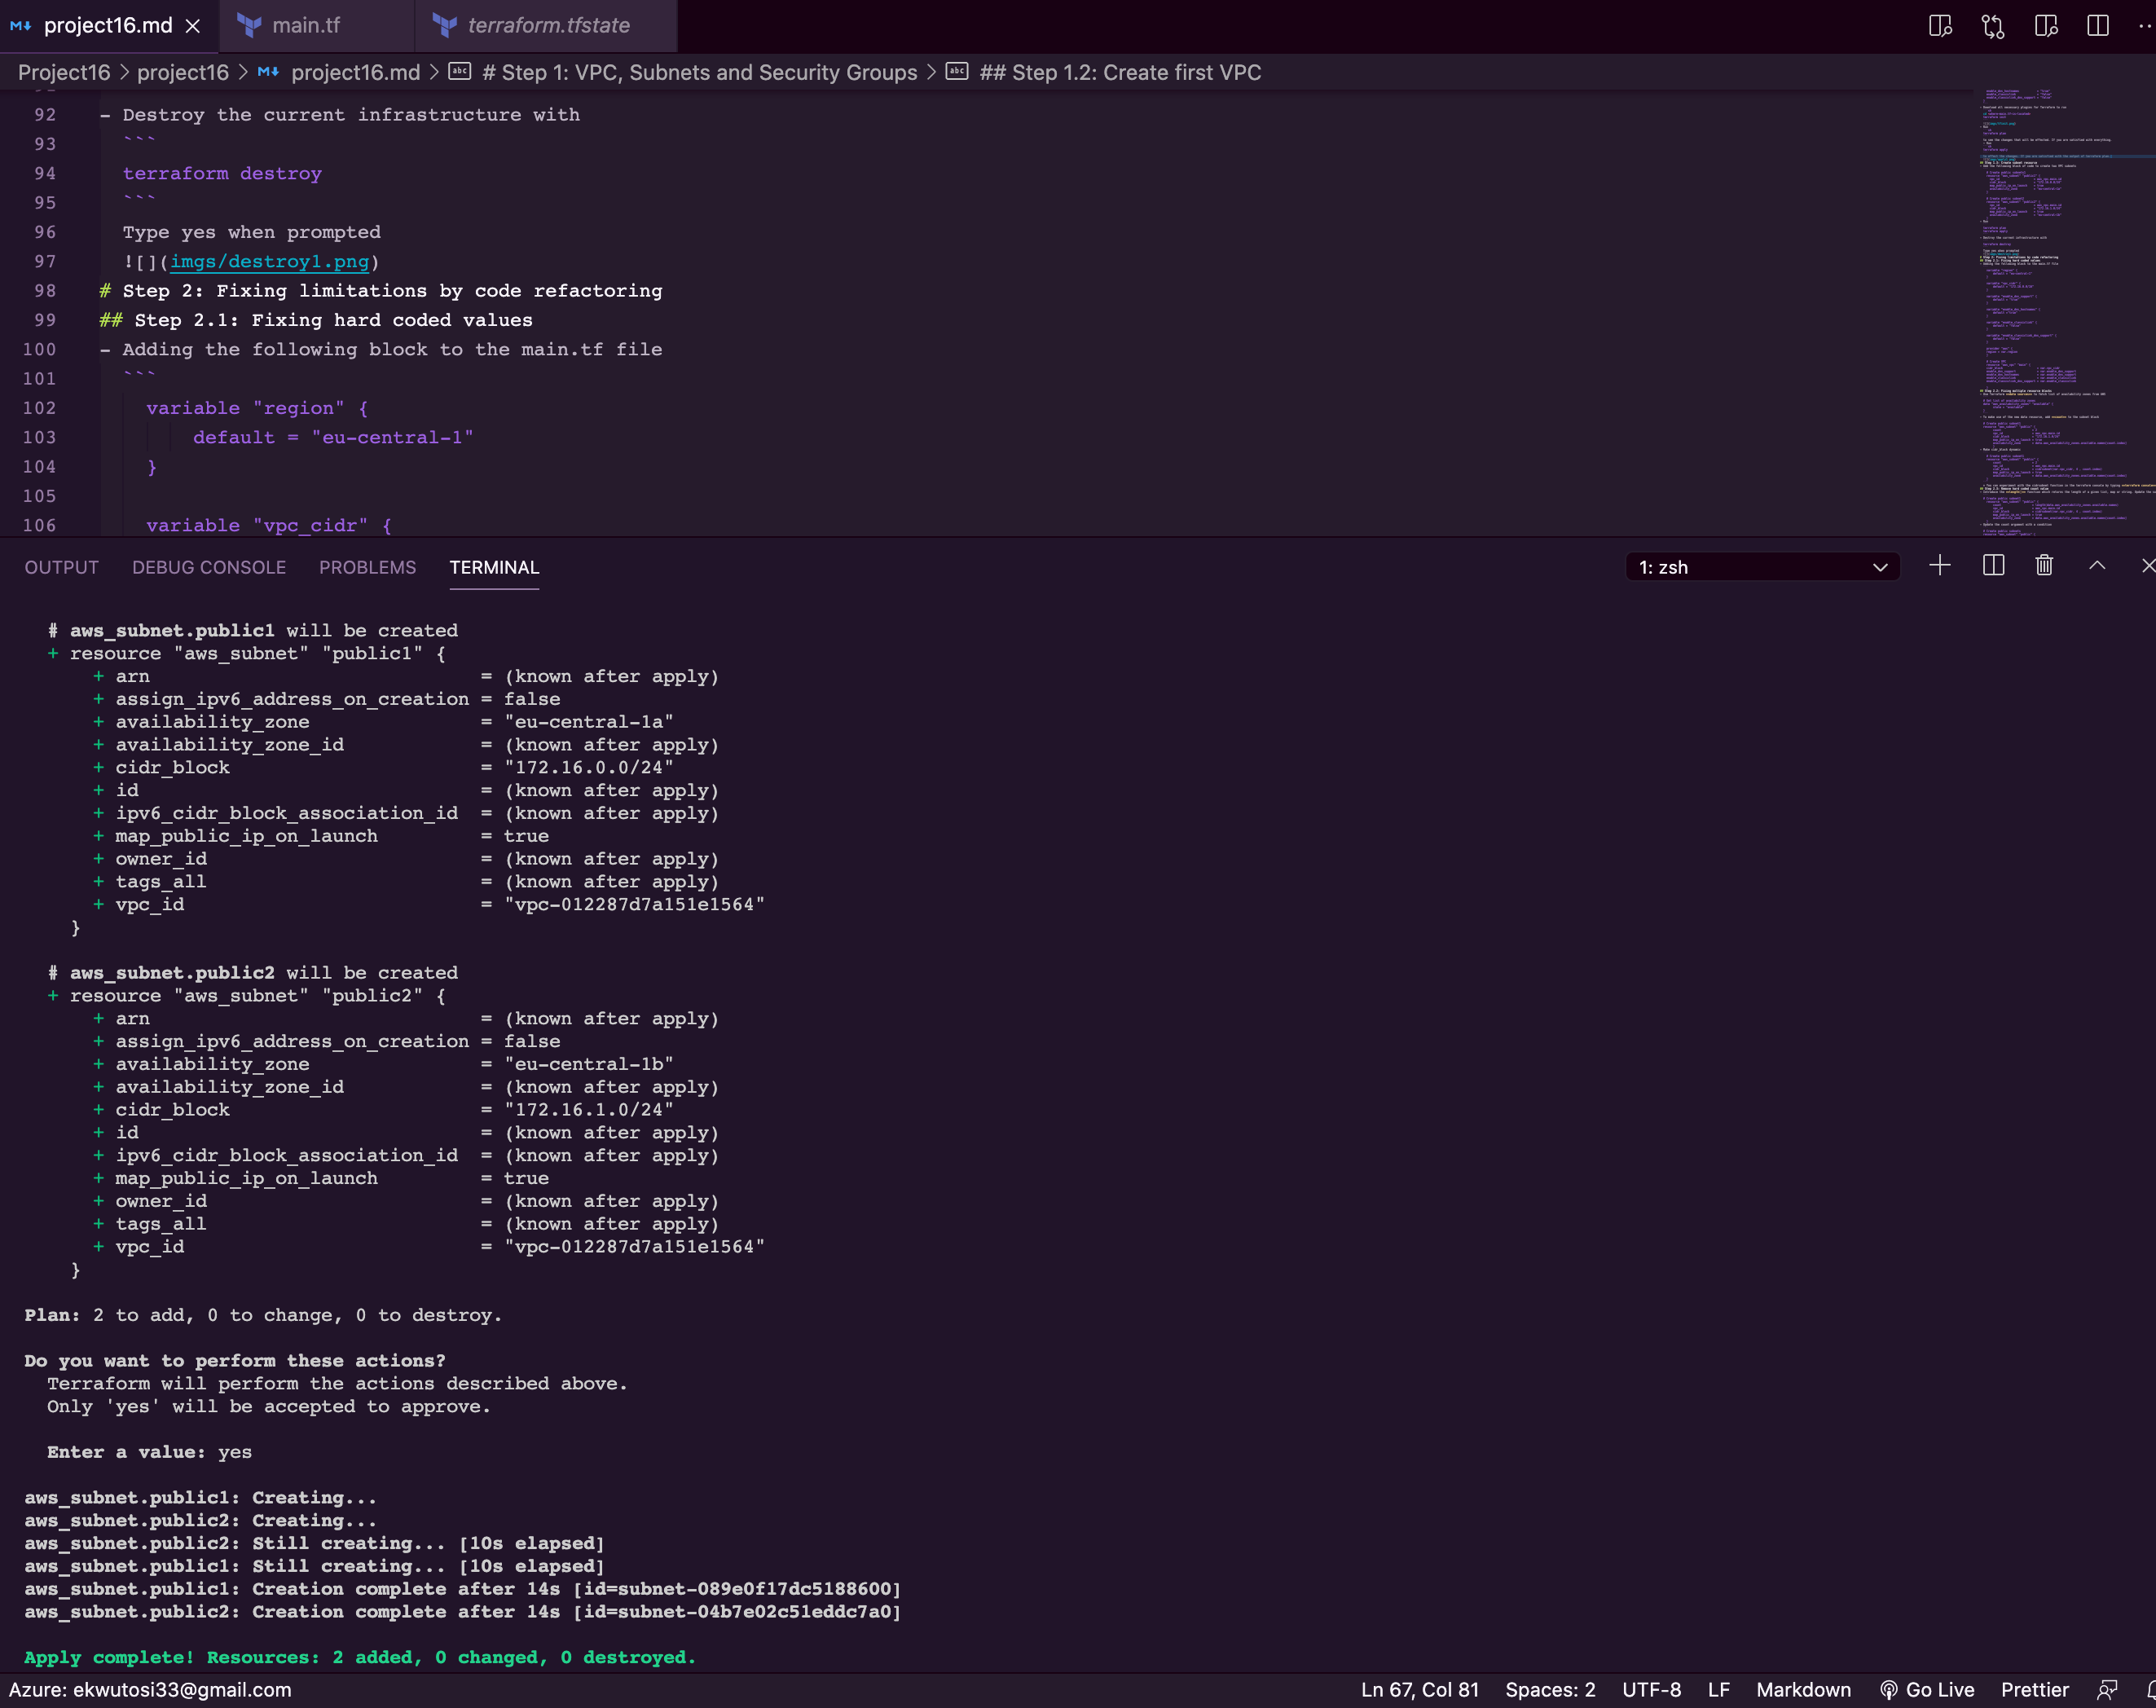 project16.md
main.tf
terraform.tfstate
Project16 > project16 > project16.md > # Step 1: VPC, Subnets and Security Groups > ## Step 1.2: Create first VPC
92 - Destroy the current infrastructure with
93 ```
94 terraform destroy
95 ```
96 Type yes when prompted
97 ![](imgs/destroy1.png)
98 # Step 2: Fixing limitations by code refactoring
99 ## Step 2.1: Fixing hard coded values
100 - Adding the following block to the main.tf file
101 ```
102 variable "region" {
103 default = "eu-central-1"
104 }
105
106 variable "vpc_cidr" {
OUTPUT DEBUG CONSOLE PROBLEMS TERMINAL 1: zsh
# aws_subnet.public1 will be created
+ resource "aws_subnet" "public1" {
+ arn = (known after apply)
+ assign_ipv6_address_on_creation = false
+ availability_zone = "eu-central-1a"
+ availability_zone_id = (known after apply)
+ cidr_block = "172.16.0.0/24"
+ id = (known after apply)
+ ipv6_cidr_block_association_id = (known after apply)
+ map_public_ip_on_launch = true
+ owner_id = (known after apply)
+ tags_all = (known after apply)
+ vpc_id = "vpc-012287d7a151e1564"
}
# aws_subnet.public2 will be created
+ resource "aws_subnet" "public2" {
+ arn = (known after apply)
+ assign_ipv6_address_on_creation = false
+ availability_zone = "eu-central-1b"
+ availability_zone_id = (known after apply)
+ cidr_block = "172.16.1.0/24"
+ id = (known after apply)
+ ipv6_cidr_block_association_id = (known after apply)
+ map_public_ip_on_launch = true
+ owner_id = (known after apply)
+ tags_all = (known after apply)
+ vpc_id = "vpc-012287d7a151e1564"
}
Plan: 2 to add, 0 to change, 0 to destroy.
Do you want to perform these actions?
Terraform will perform the actions described above.
Only 'yes' will be accepted to approve.
Enter a value: yes
aws_subnet.public1: Creating...
aws_subnet.public2: Creating...
aws_subnet.public2: Still creating... [10s elapsed]
aws_subnet.public1: Still creating... [10s elapsed]
aws_subnet.public1: Creation complete after 14s [id=subnet-089e0f17dc5188600]
aws_subnet.public2: Creation complete after 14s [id=subnet-04b7e02c51eddc7a0]
Apply complete! Resources: 2 added, 0 changed, 0 destroyed.
Azure: ekwutosi33@gmail.com Ln 67, Col 81 Spaces: 2 UTF-8 LF Markdown Go Live Prettier